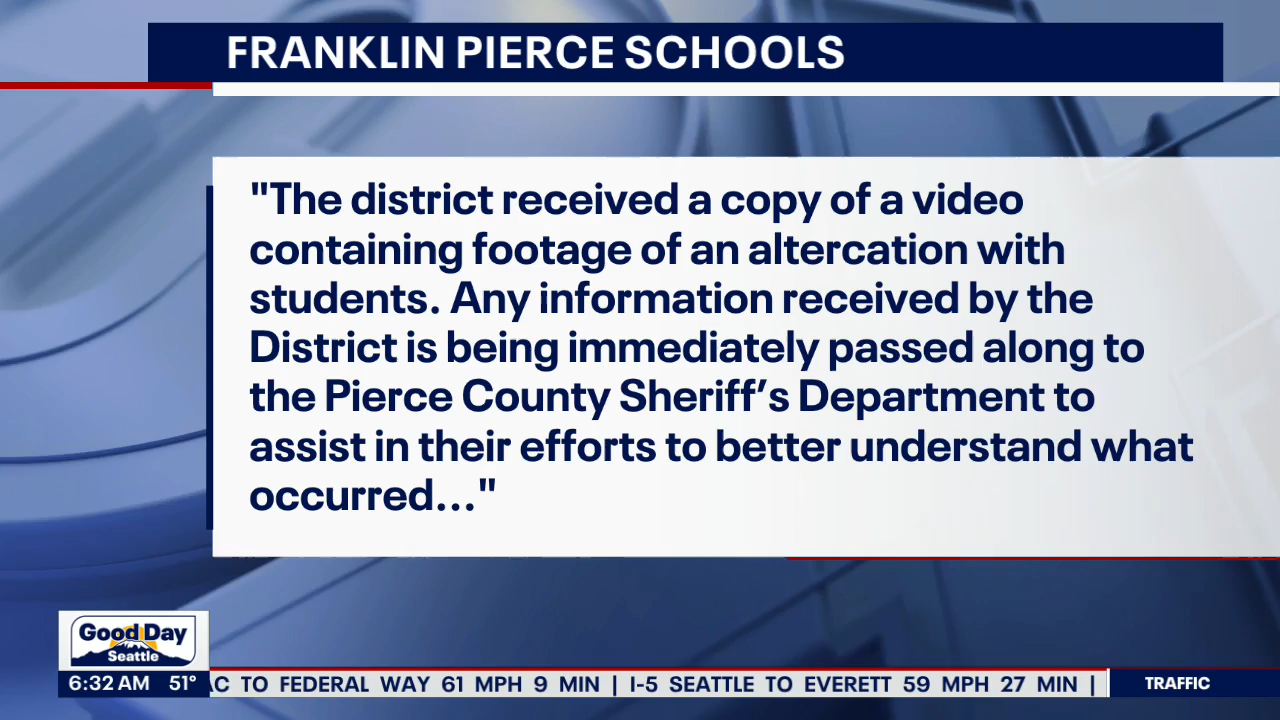 FRANKLIN PIERCE SCHOOLS
"The district received a copy of a video
containing footage of an altercation with
students. Any information received by the
District is being immediately passed along to
the Pierce County Sheriff's Department to
assist in their efforts to better understand what
occurred..."
Good Day
Seattle
6:32 AM 51°
AC TO FEDERAL WAY 61 MPH 9 MIN | I-5 SEATTLE TO EVERETT 59 MPH 27 MIN |
TRAFFIC